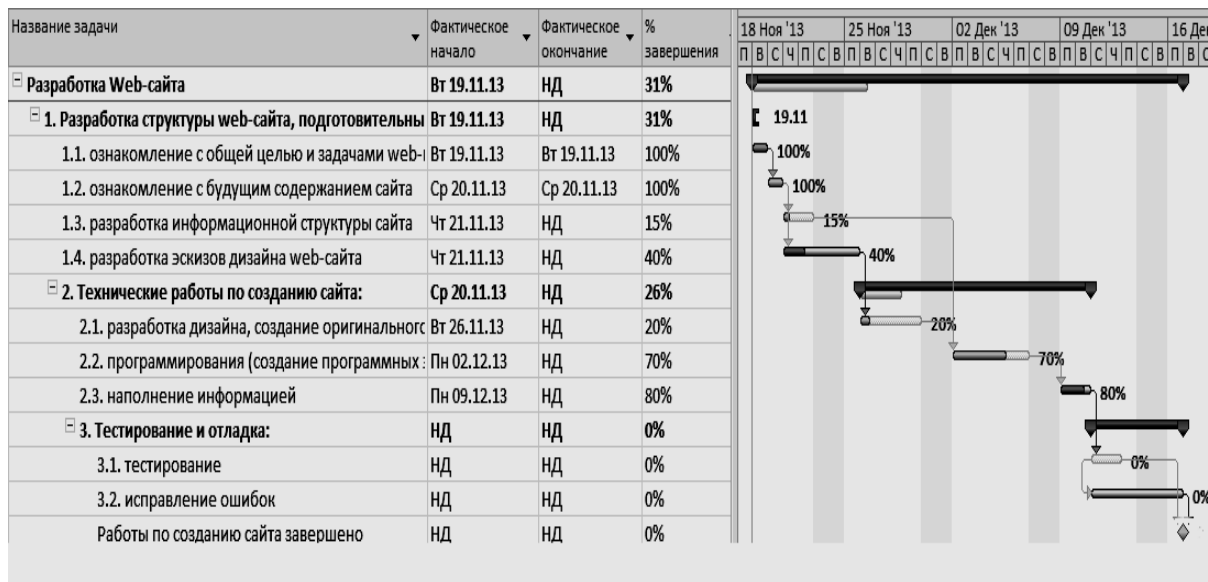 Название задачи Фактическое начало Фактическое окончание % завершения 18 Ноя '13 25 Ноя '13 02 Дек '13 09 Дек '13 16 Де
П В С Ч П С В П В С Ч П С В П В С Ч П С В П В С Ч П С В П В С
Разработка Web-сайта Вт 19.11.13 НД 31%
1. Разработка структуры web-сайта, подготовительны Вт 19.11.13 НД 31% 19.11
1.1. ознакомление с общей целью и задачами web- Вт 19.11.13 Вт 19.11.13 100% 100%
1.2. ознакомление с будущим содержанием сайта Ср 20.11.13 Ср 20.11.13 100% 100%
1.3. разработка информационной структуры сайта Чт 21.11.13 НД 15% 15%
1.4. разработка эскизов дизайна web-сайта Чт 21.11.13 НД 40% 40%
2. Технические работы по созданию сайта: Ср 20.11.13 НД 26%
2.1. разработка дизайна, создание оригинального Вт 26.11.13 НД 20% 20%
2.2. программирования (создание программных Пн 02.12.13 НД 70% 70%
2.3. наполнение информацией Пн 09.12.13 НД 80% 80%
3. Тестирование и отладка: НД НД 0%
3.1. тестирование НД НД 0% 0%
3.2. исправление ошибок НД НД 0% 0%
Работы по созданию сайта завершено НД НД 0%